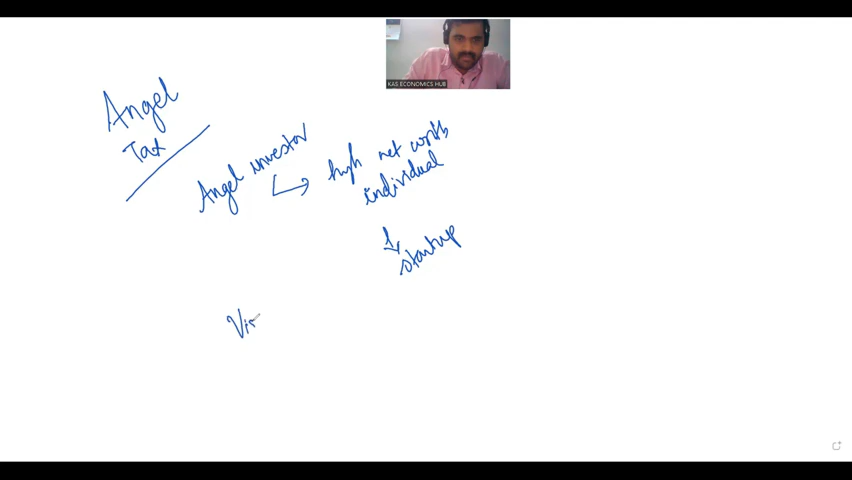 KAS ECONOMICS HUB
Angel
Tax
Angel investor
high net worth
individual
startup